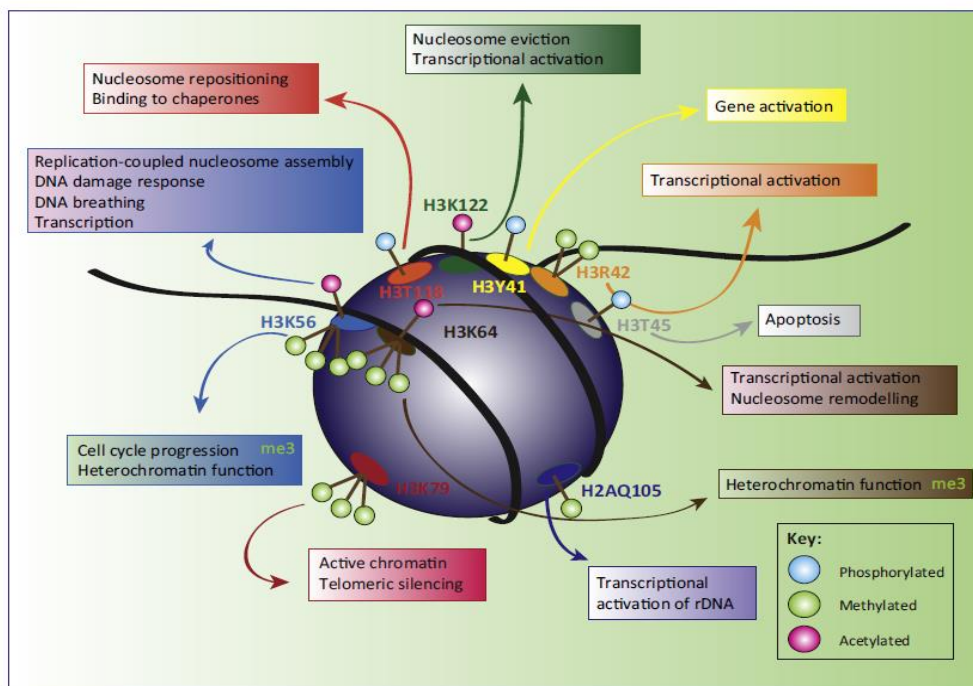 Nucleosome eviction
Transcriptional activation
Nucleosome repositioning
Binding to chaperones
Gene activation
Replication-coupled nucleosome assembly
DNA damage response
DNA breathing
Transcription
Transcriptional activation
H3K122
H3T118
H3Y41
H3R42
H3K56
H3K64
H3T45
Apoptosis
Transcriptional activation
Nucleosome remodelling
Cell cycle progression me3
Heterochromatin function
H3K79
H2AQ105
Heterochromatin function me3
Active chromatin
Telomeric silencing
Transcriptional
activation of rDNA
Key:
Phosphorylated
Methylated
Acetylated